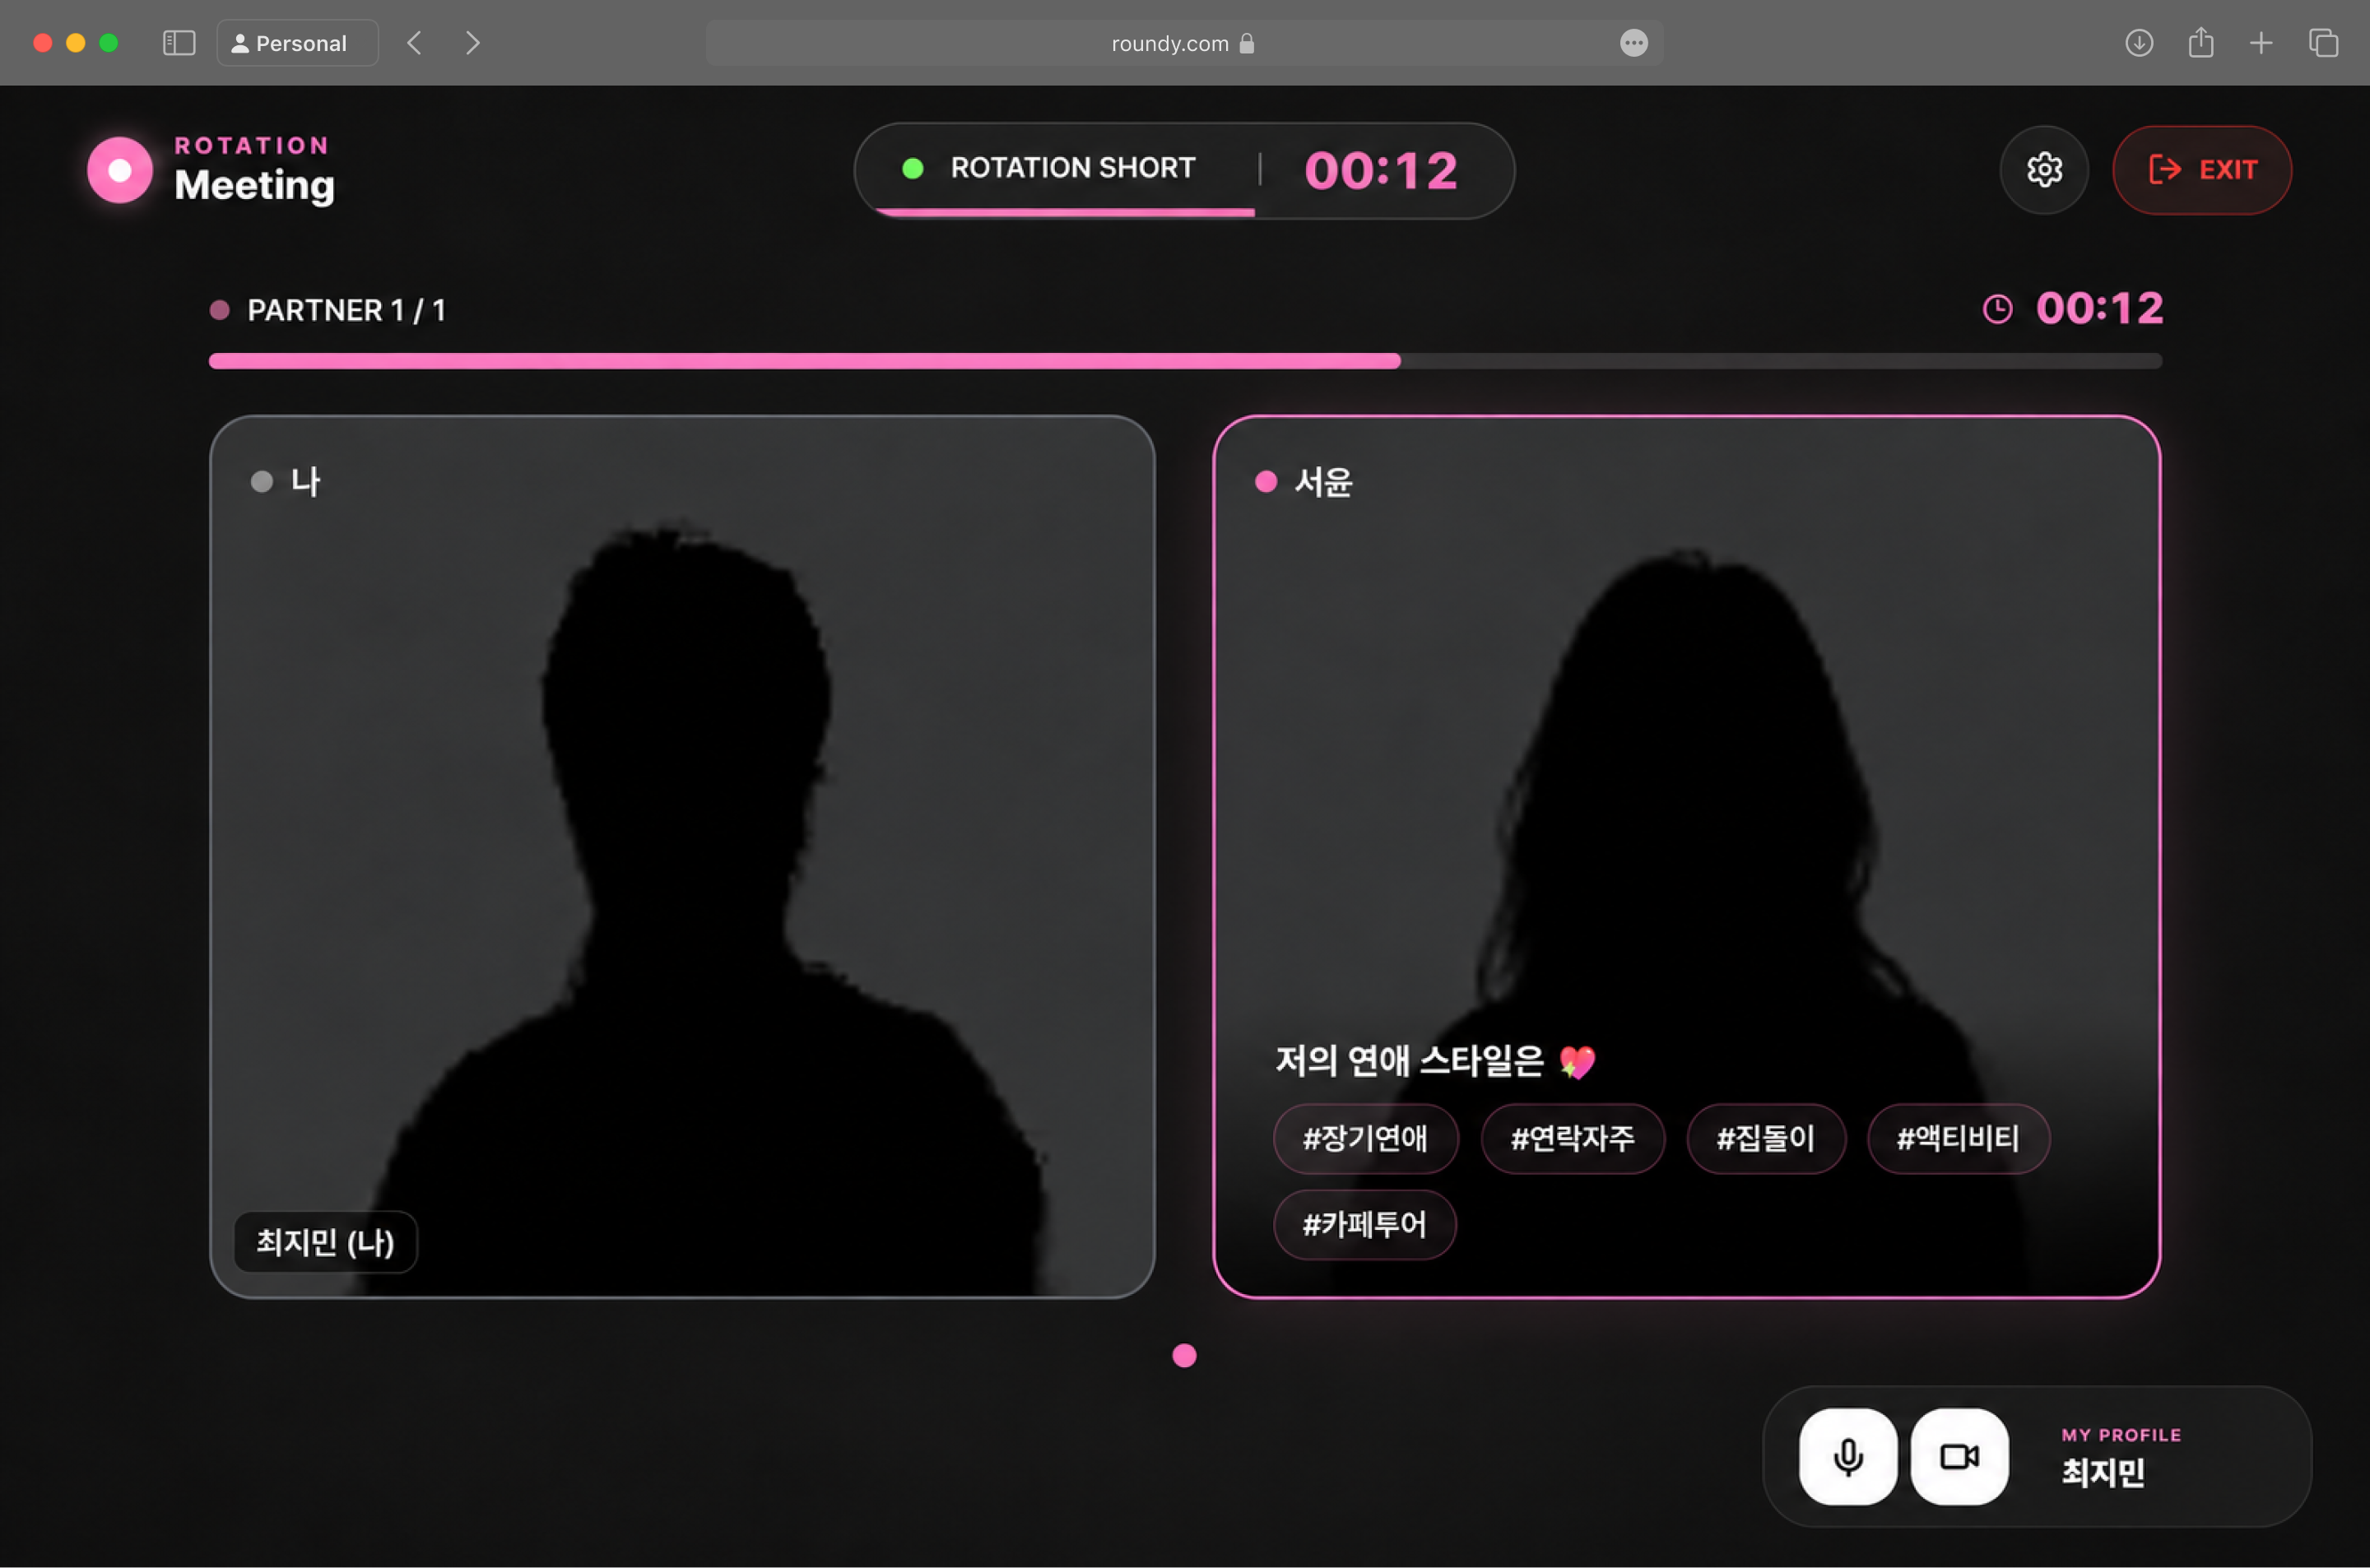 Personal
roundy.com
ROTATION
Meeting
ROTATION SHORT
00:12
EXIT
PARTNER 1 / 1
00:12
나
서윤
저의 연애 스타일은 💖
#장기연애 #연락자주 #집돌이 #액티비티
#카페투어
최지민 (나)
MY PROFILE
최지민